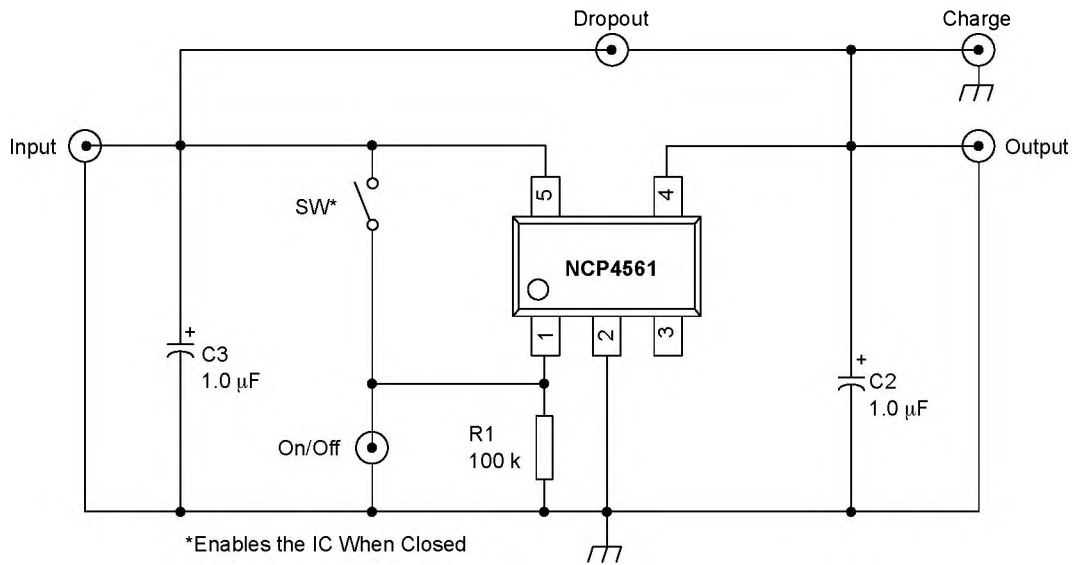 Dropout
Charge
Input
Output
SW*
5
4
NCP4561
1
2
3
+
C3
1.0 µF
+
C2
1.0 µF
On/Off
R1
100 k
*Enables the IC When Closed